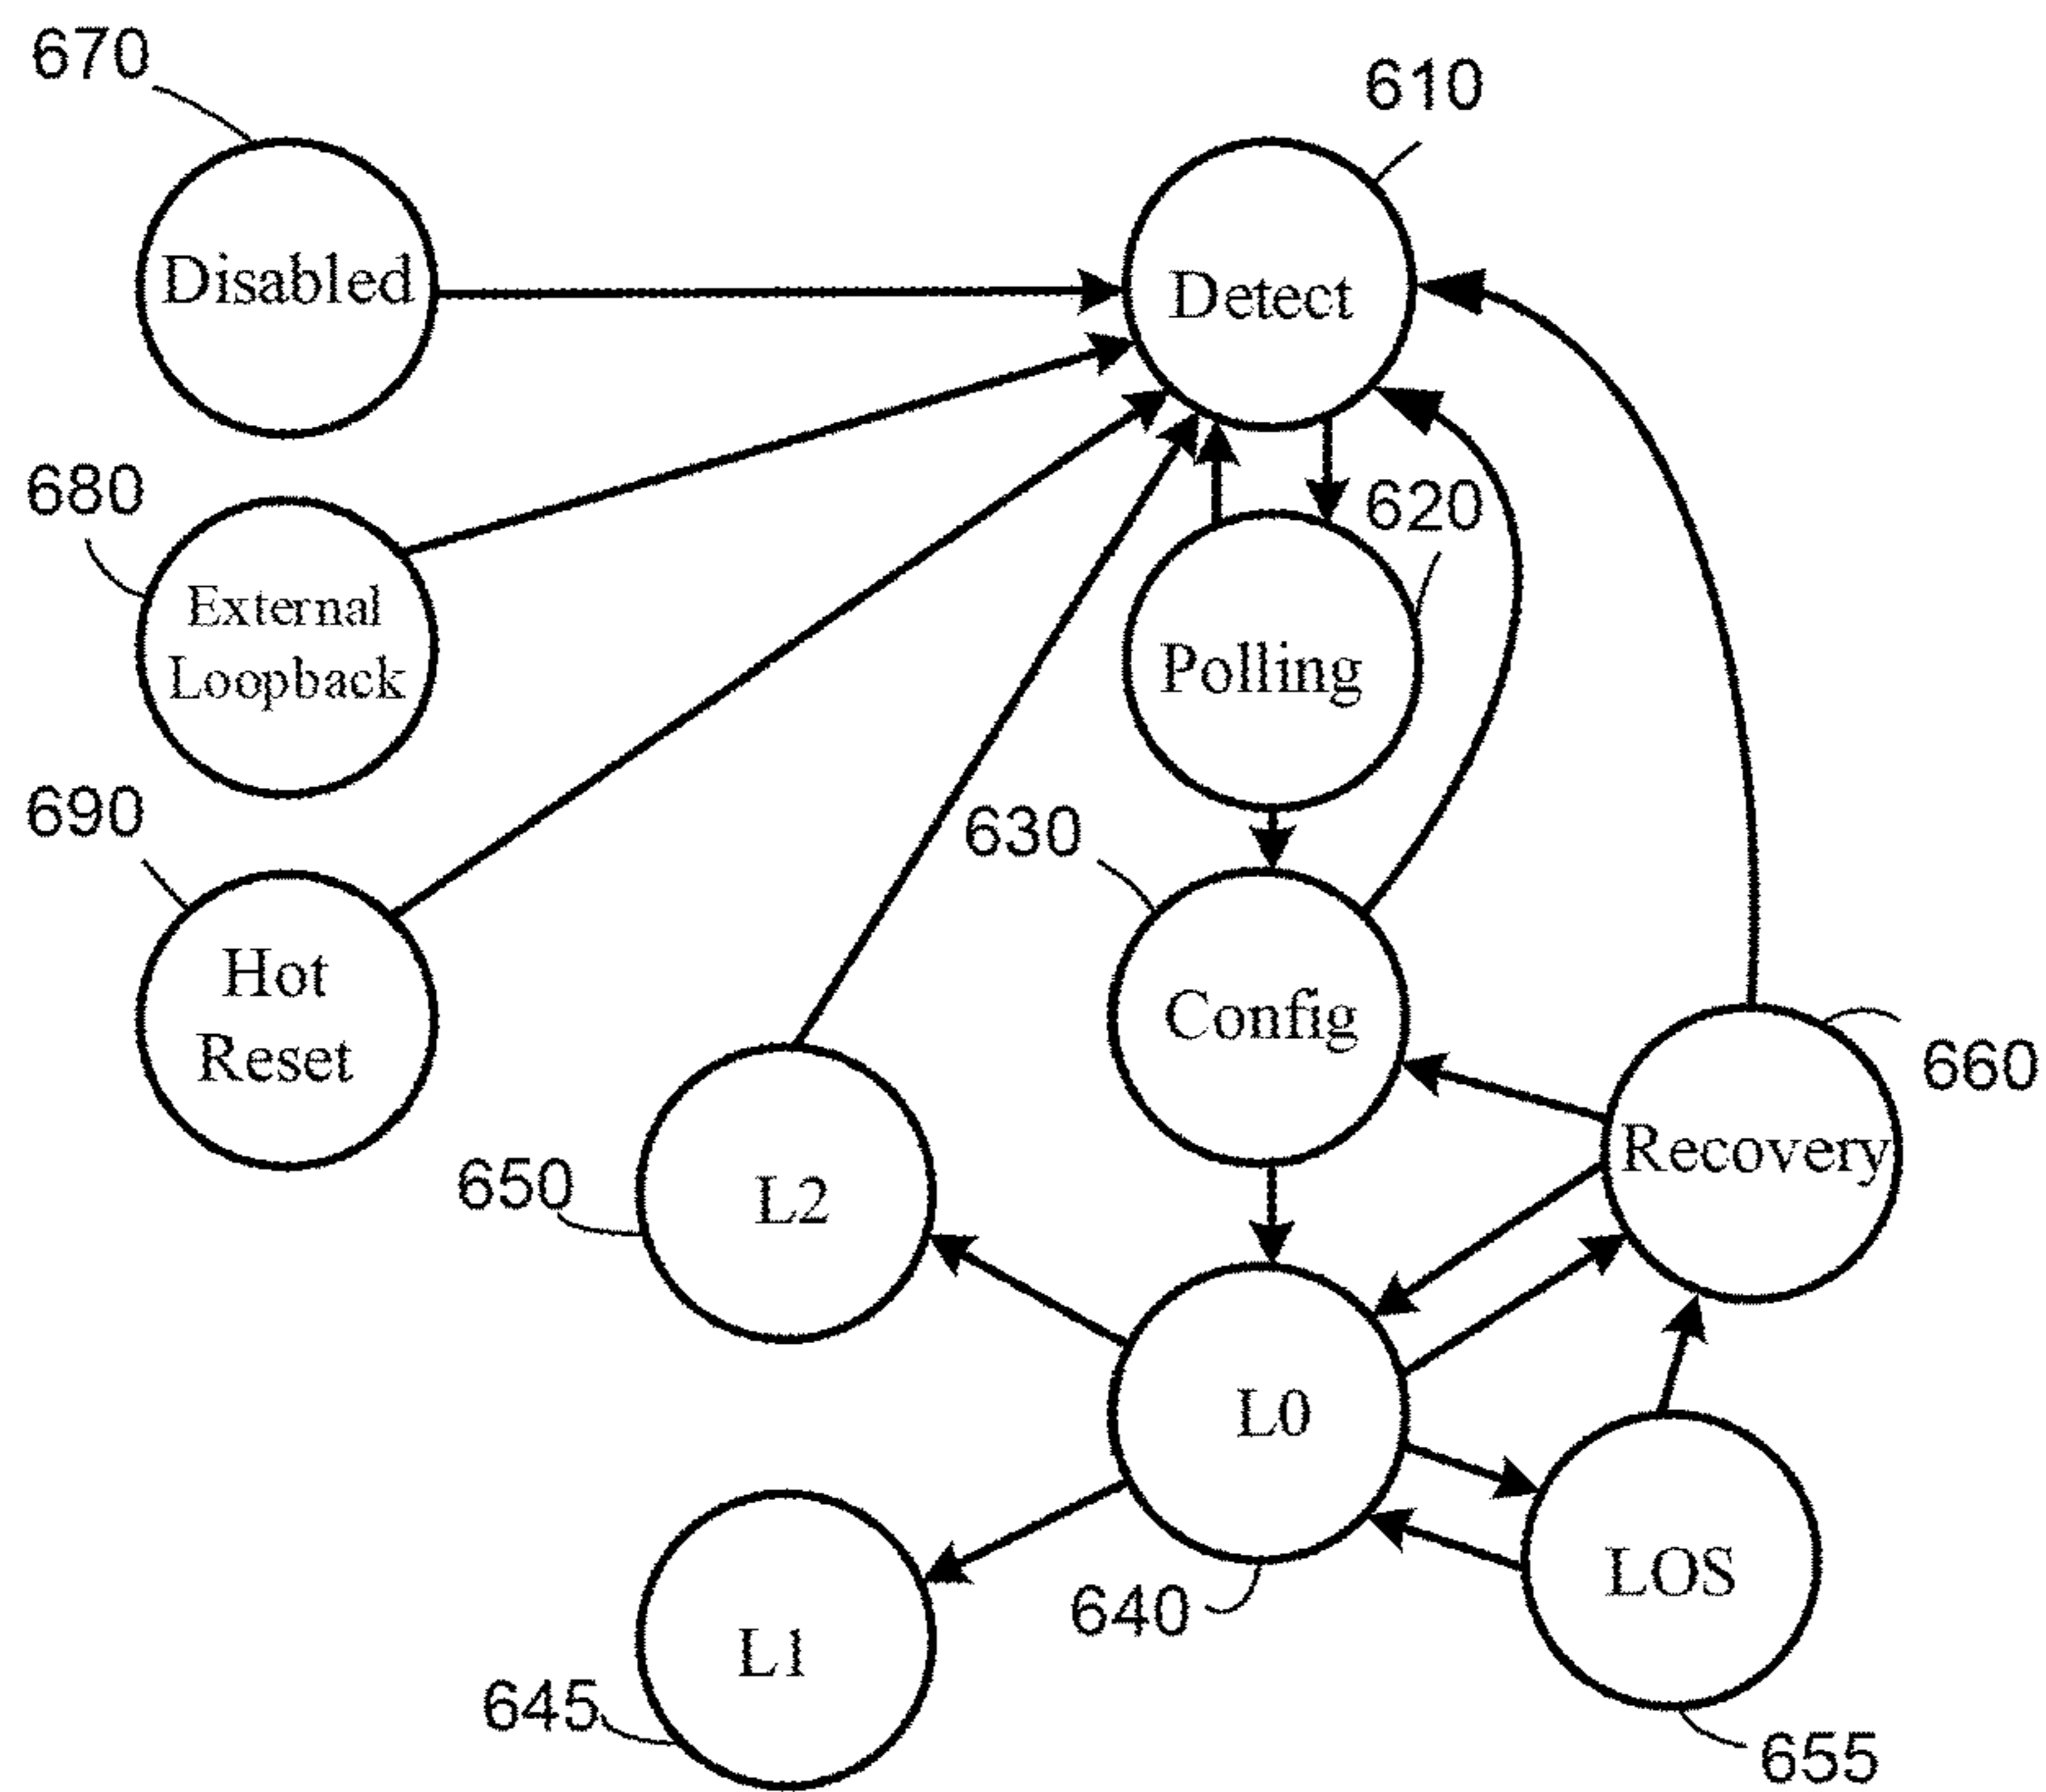 670
610
Disabled
Detect
680
620
External
Loopback
Polling
690
630
Hot
Reset
Config
660
Recovery
650
L2
L0
640
LOS
L1
645
655